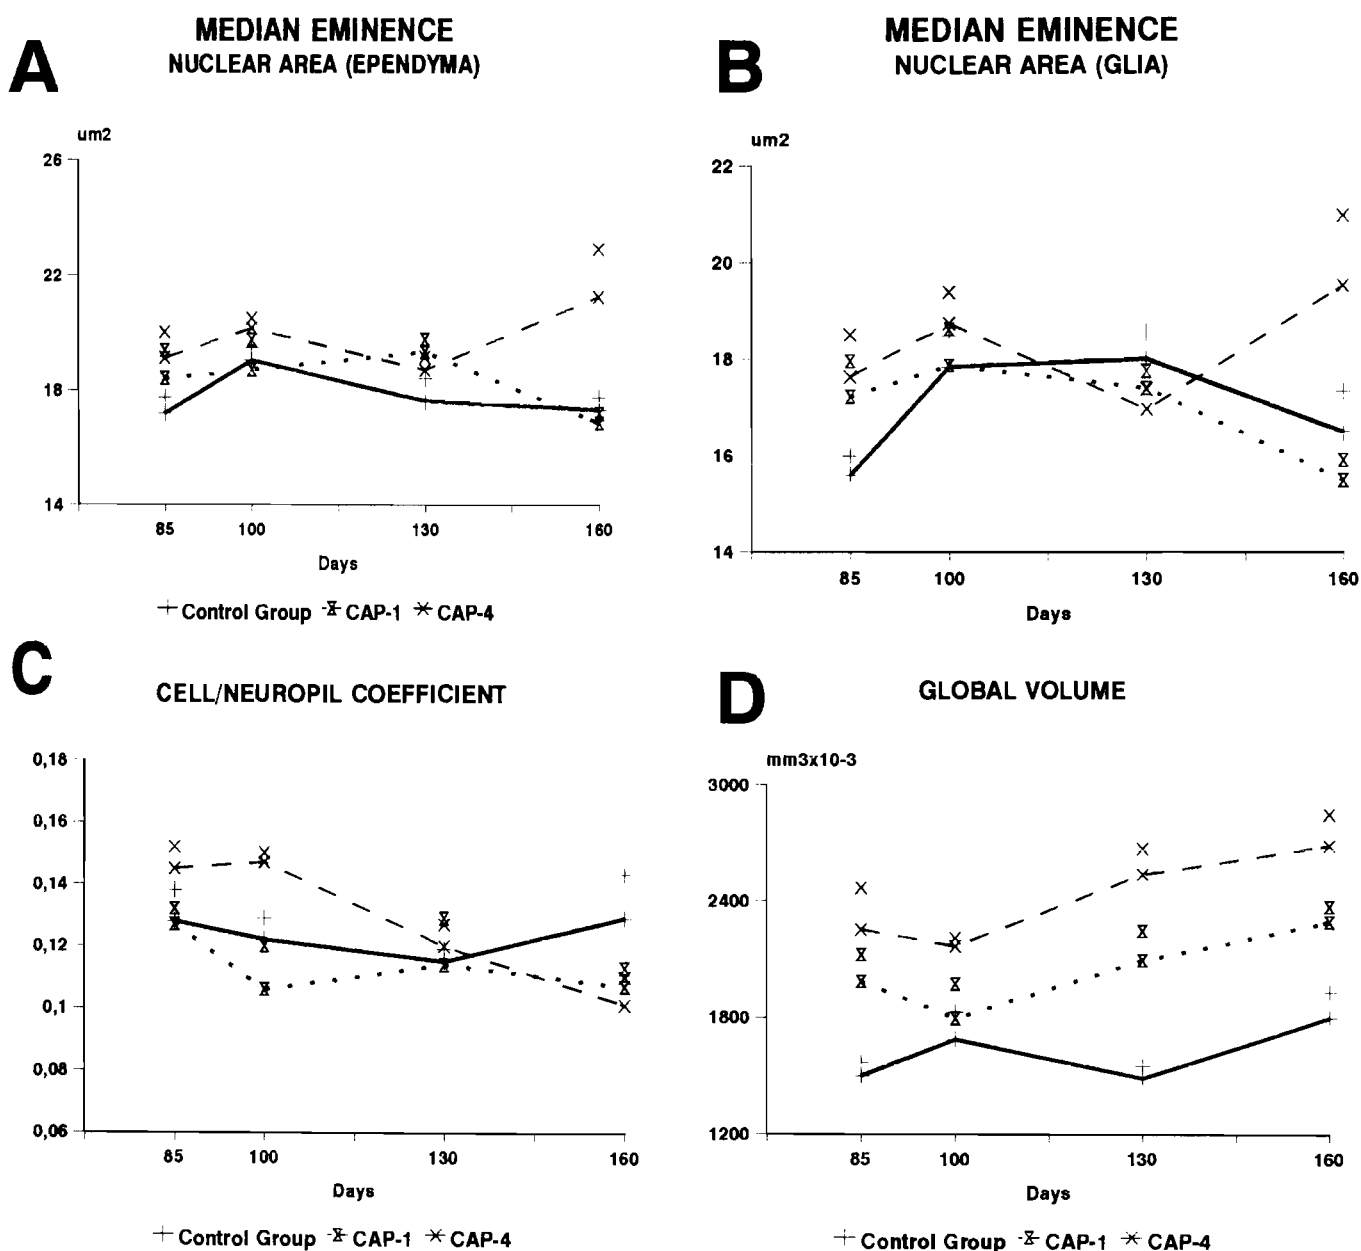 A
MEDIAN EMINENCE
NUCLEAR AREA (EPENDYMA)
um2
26
22
18
14
85 100 130 160
Days
Control Group CAP-1 CAP-4
B
MEDIAN EMINENCE
NUCLEAR AREA (GLIA)
um2
22
20
18
16
14
85 100 130 160
Days
C
CELL/NEUROPIL COEFFICIENT
0,18
0,16
0,14
0,12
0,1
0,08
0,06
85 100 130 160
Days
Control Group CAP-1 CAP-4
D
GLOBAL VOLUME
mm3x10-3
3000
2400
1800
1200
85 100 130 160
Days
Control Group CAP-1 CAP-4